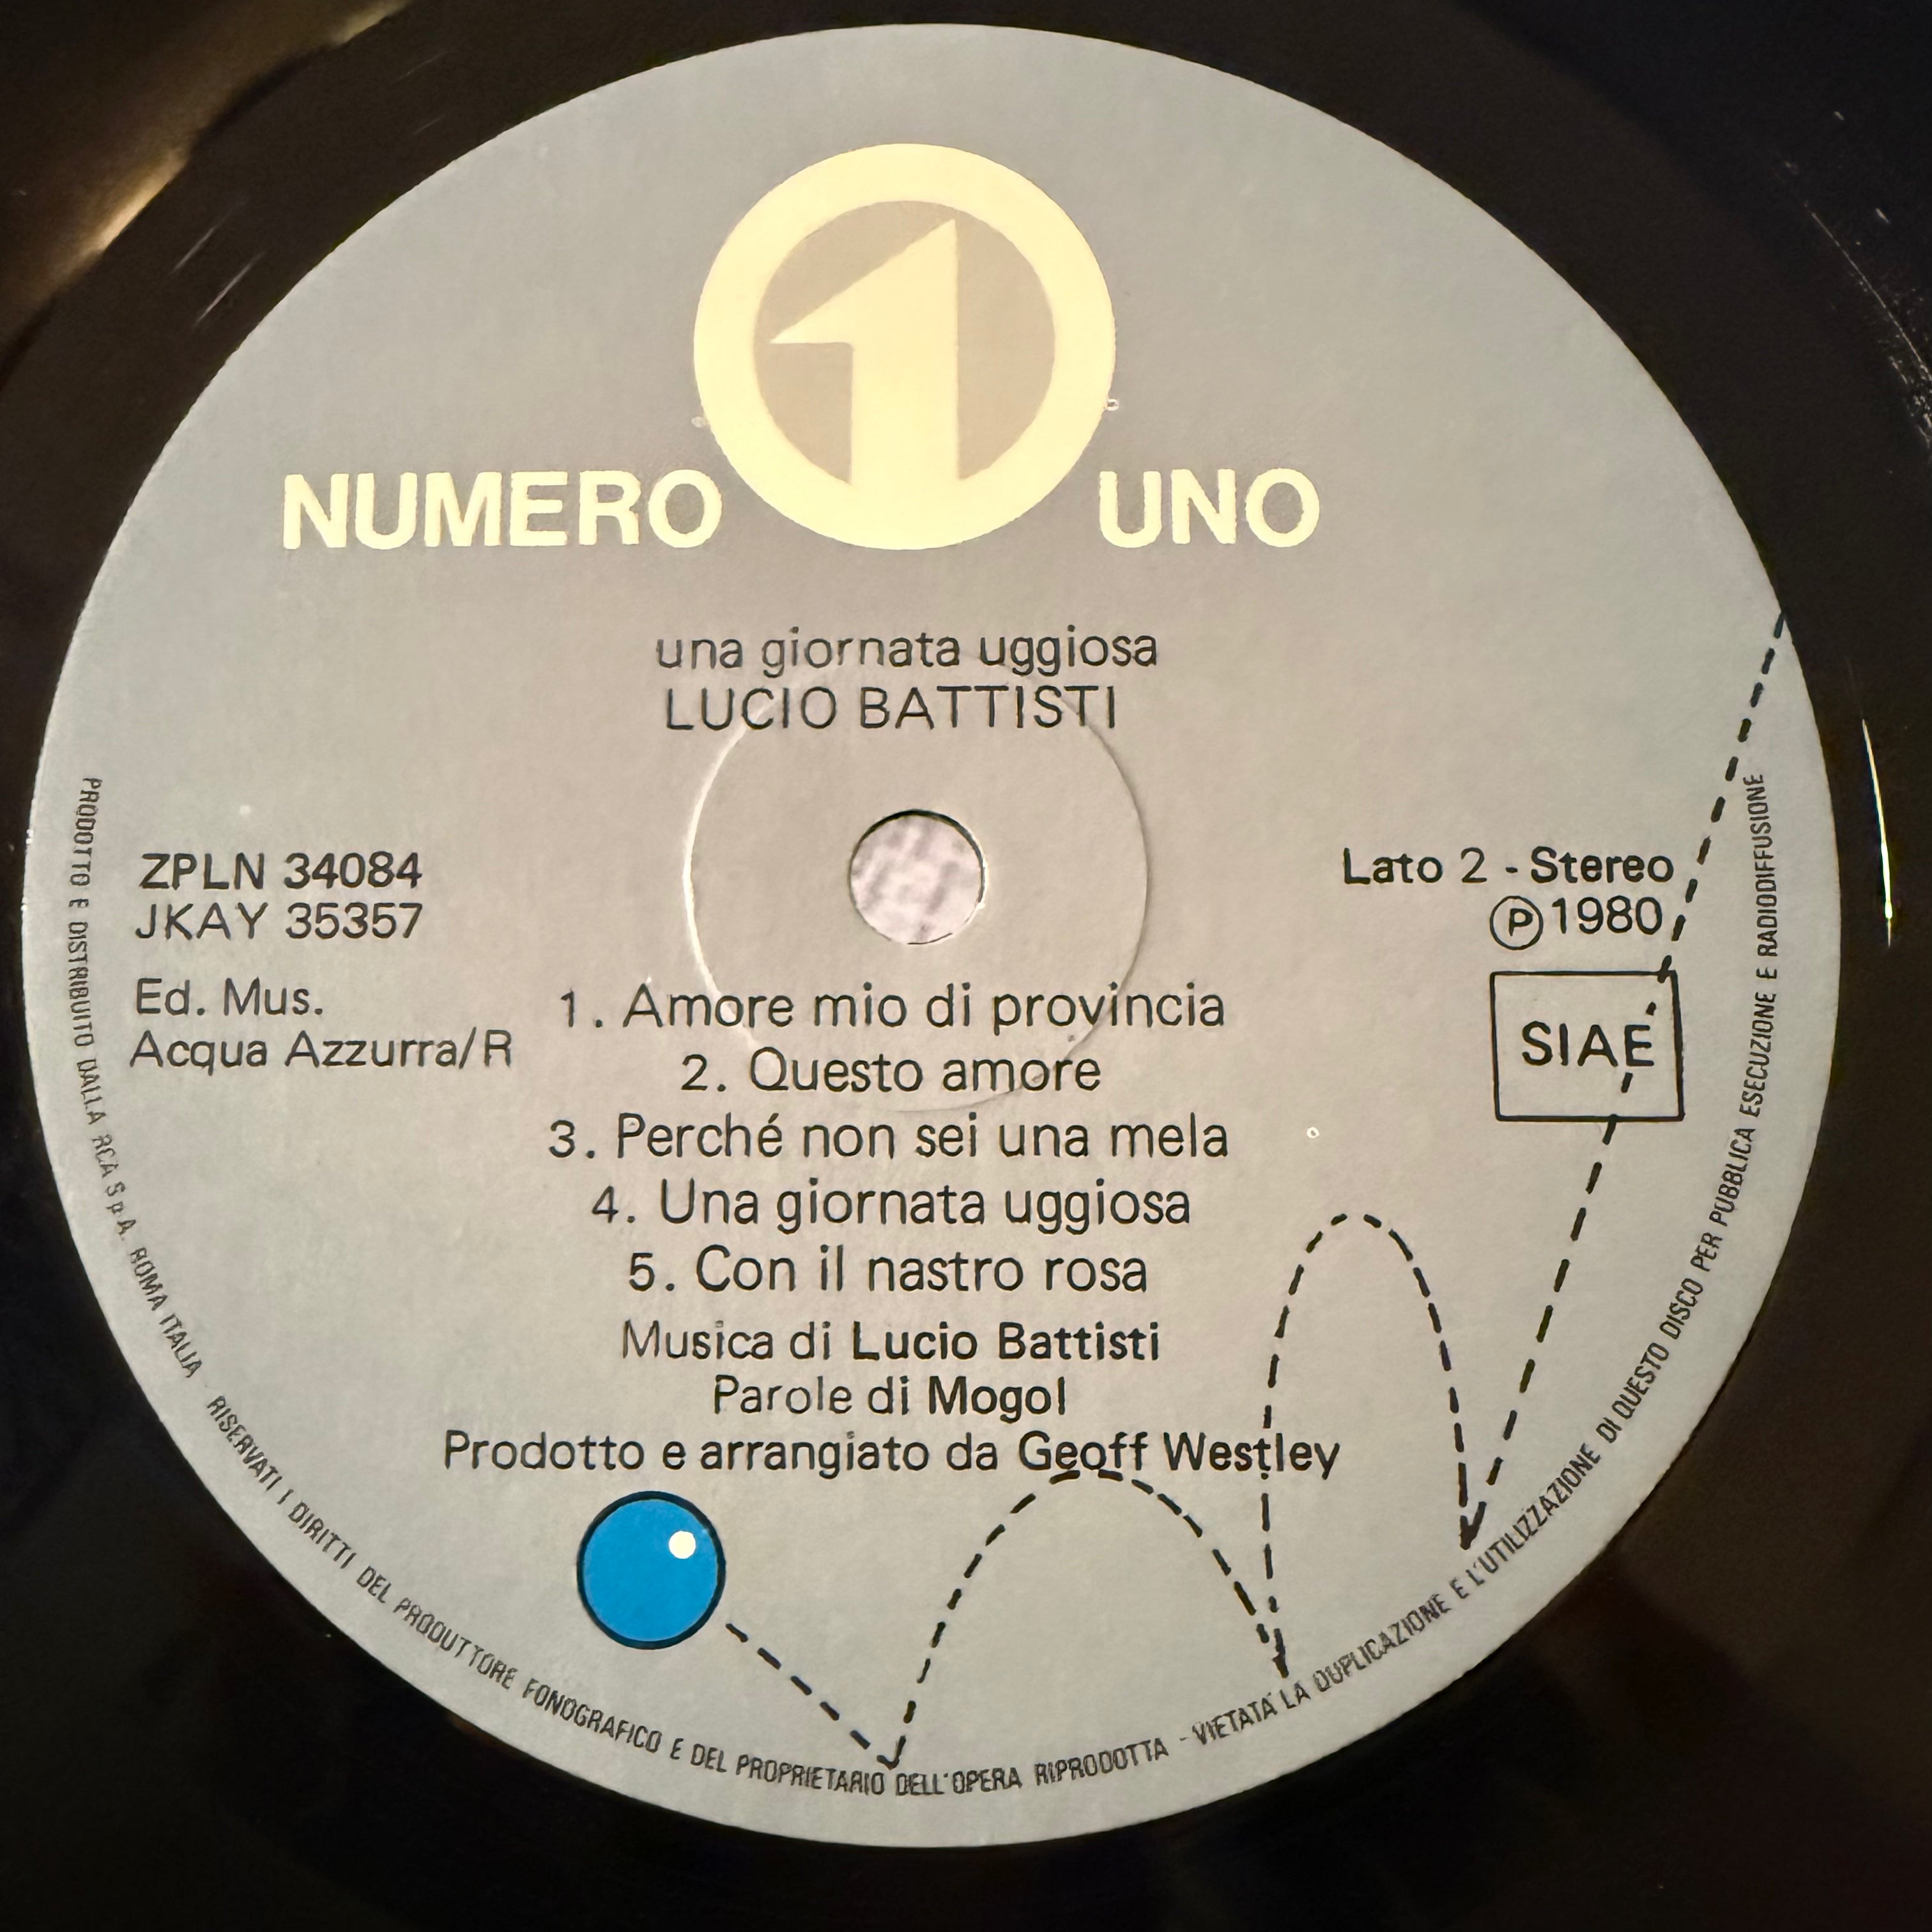 1
NUMERO UNO
una giornata uggiosa
LUCIO BATTISTI
ZPLN 34084
JKAY 35357
Ed. Mus.
Acqua Azzurra/R
Lato 2 - Stereo
Ⓟ1980
SIAE
1. Amore mio di provincia
2. Questo amore
3. Perché non sei una mela
4. Una giornata uggiosa
5. Con il nastro rosa
Musica di Lucio Battisti
Parole di Mogol
Prodotto e arrangiato da Geoff Westley
PRODOTTO E DISTRIBUITO DALLA RCA S.p.A. ROMA ITALIA - RISERVATI I DIRITTI DEL PRODUTTORE FONOGRAFICO E DEL PROPRIETARIO DELL'OPERA RIPRODOTTA - VIETATA LA DUPLICAZIONE E L'UTILIZZAZIONE DI QUESTO DISCO PER PUBBLICA ESECUZIONE E RADIODIFFUSIONE